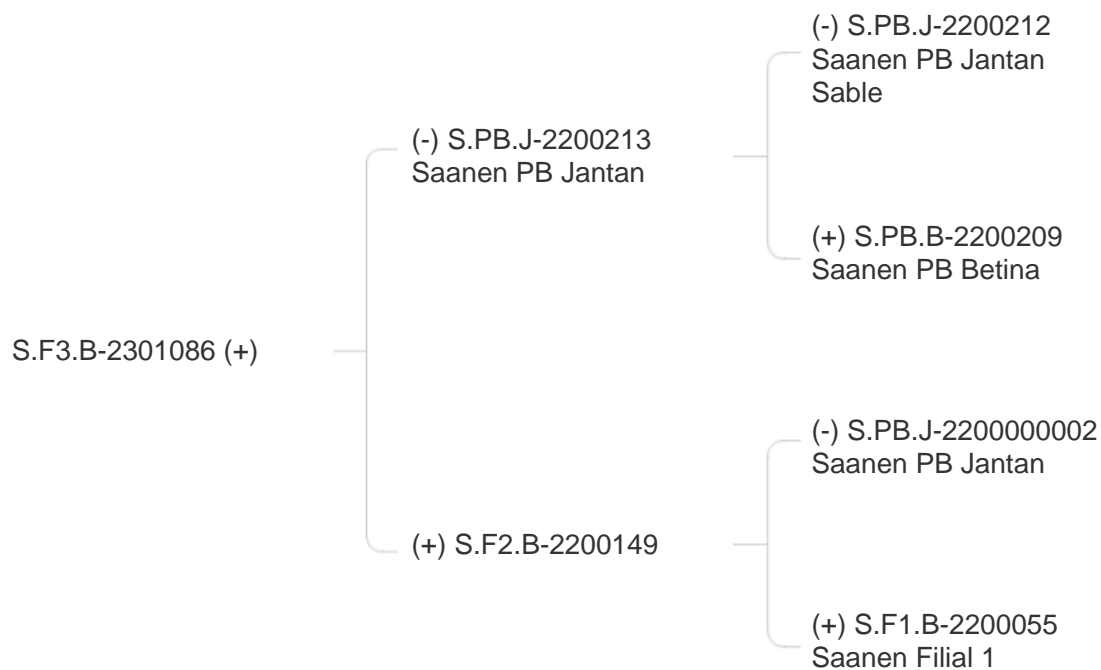 (-) S.PB.J-2200212
Saanen PB Jantan
Sable
(-) S.PB.J-2200213
Saanen PB Jantan
(+) S.PB.B-2200209
Saanen PB Betina
S.F3.B-2301086 (+)
(-) S.PB.J-2200000002
Saanen PB Jantan
(+) S.F2.B-2200149
(+) S.F1.B-2200055
Saanen Filial 1